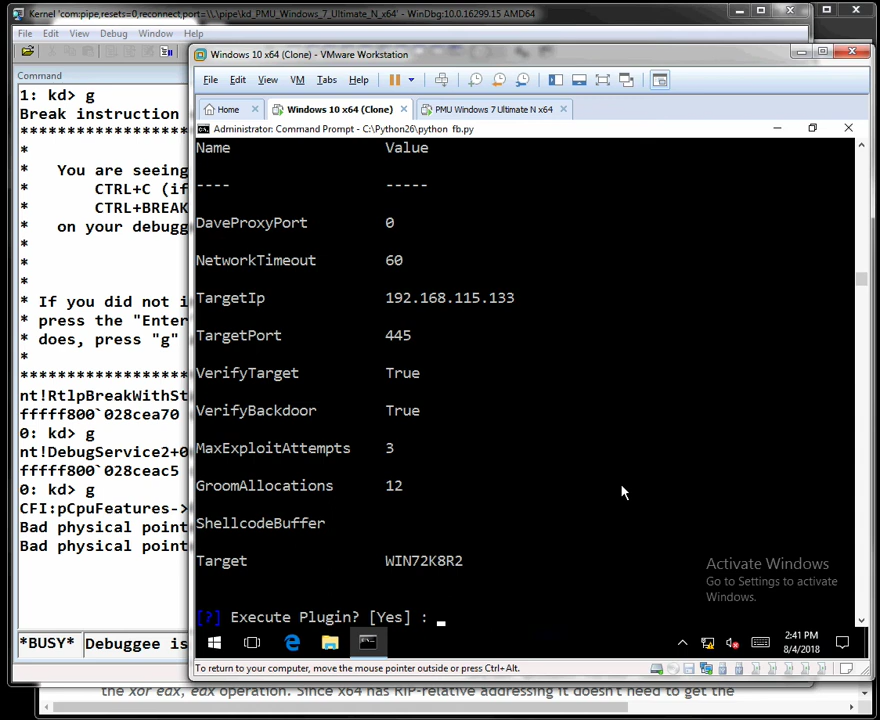 Kernel 'com:pipe,resets=0,reconnect,port=\\.\pipe\kd_PMU_Windows_7_Ultimate_N_x64' - WinDbg:10.0.16299.15 AMD64
File Edit View Debug Window Help
Command
1: kd> g
Break instruction
*******************
*
* You are seeing
* CTRL+C (if
* CTRL+BREAK
* on your debugg
*
*
* If you did not i
* press the "Enter
* does, press "g"
*
*******************
nt!RtlpBreakWithSt
fffff800`028cea70
0: kd> g
nt!DebugService2+0
fffff800`028ceac5
0: kd> g
CFI:pCpuFeatures->
Bad physical point
Bad physical point
*BUSY* Debuggee is
Windows 10 x64 (Clone) - VMware Workstation
File Edit View VM Tabs Help
Home Windows 10 x64 (Clone) PMU Windows 7 Ultimate N x64
Administrator: Command Prompt - C:\Python26\python fb.py
Name Value
---- -----
DaveProxyPort 0
NetworkTimeout 60
TargetIp 192.168.115.133
TargetPort 445
VerifyTarget True
VerifyBackdoor True
MaxExploitAttempts 3
GroomAllocations 12
ShellcodeBuffer
Target WIN72K8R2
[?] Execute Plugin? [Yes] : _
Activate Windows
Go to Settings to activate
Windows.
2:41 PM
8/4/2018
To return to your computer, move the mouse pointer outside or press Ctrl+Alt.
the xor eax, eax operation. Since x64 has RIP-relative addressing it doesn't need to get the